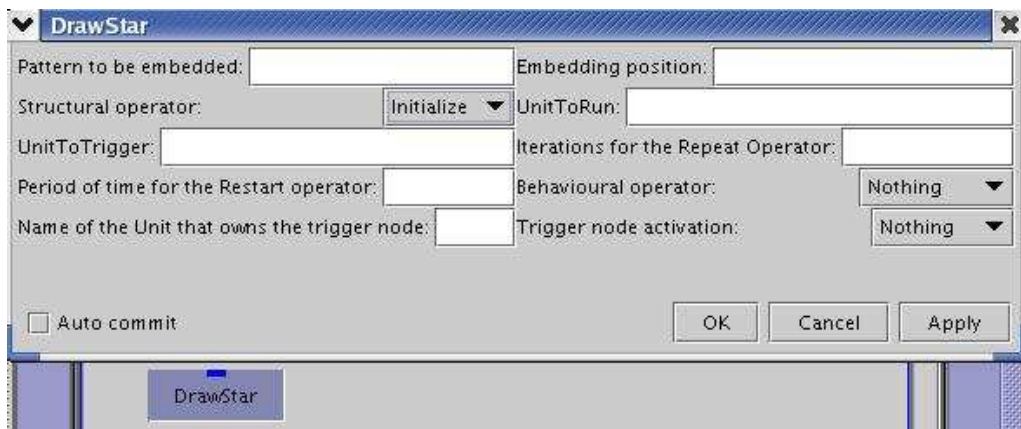 DrawStar
Pattern to be embedded: Embedding position:
Structural operator: Initialize UnitToRun:
UnitToTrigger: Iterations for the Repeat Operator:
Period of time for the Restart operator: Behavioural operator: Nothing
Name of the Unit that owns the trigger node: Trigger node activation: Nothing
Auto commit OK Cancel Apply
DrawStar